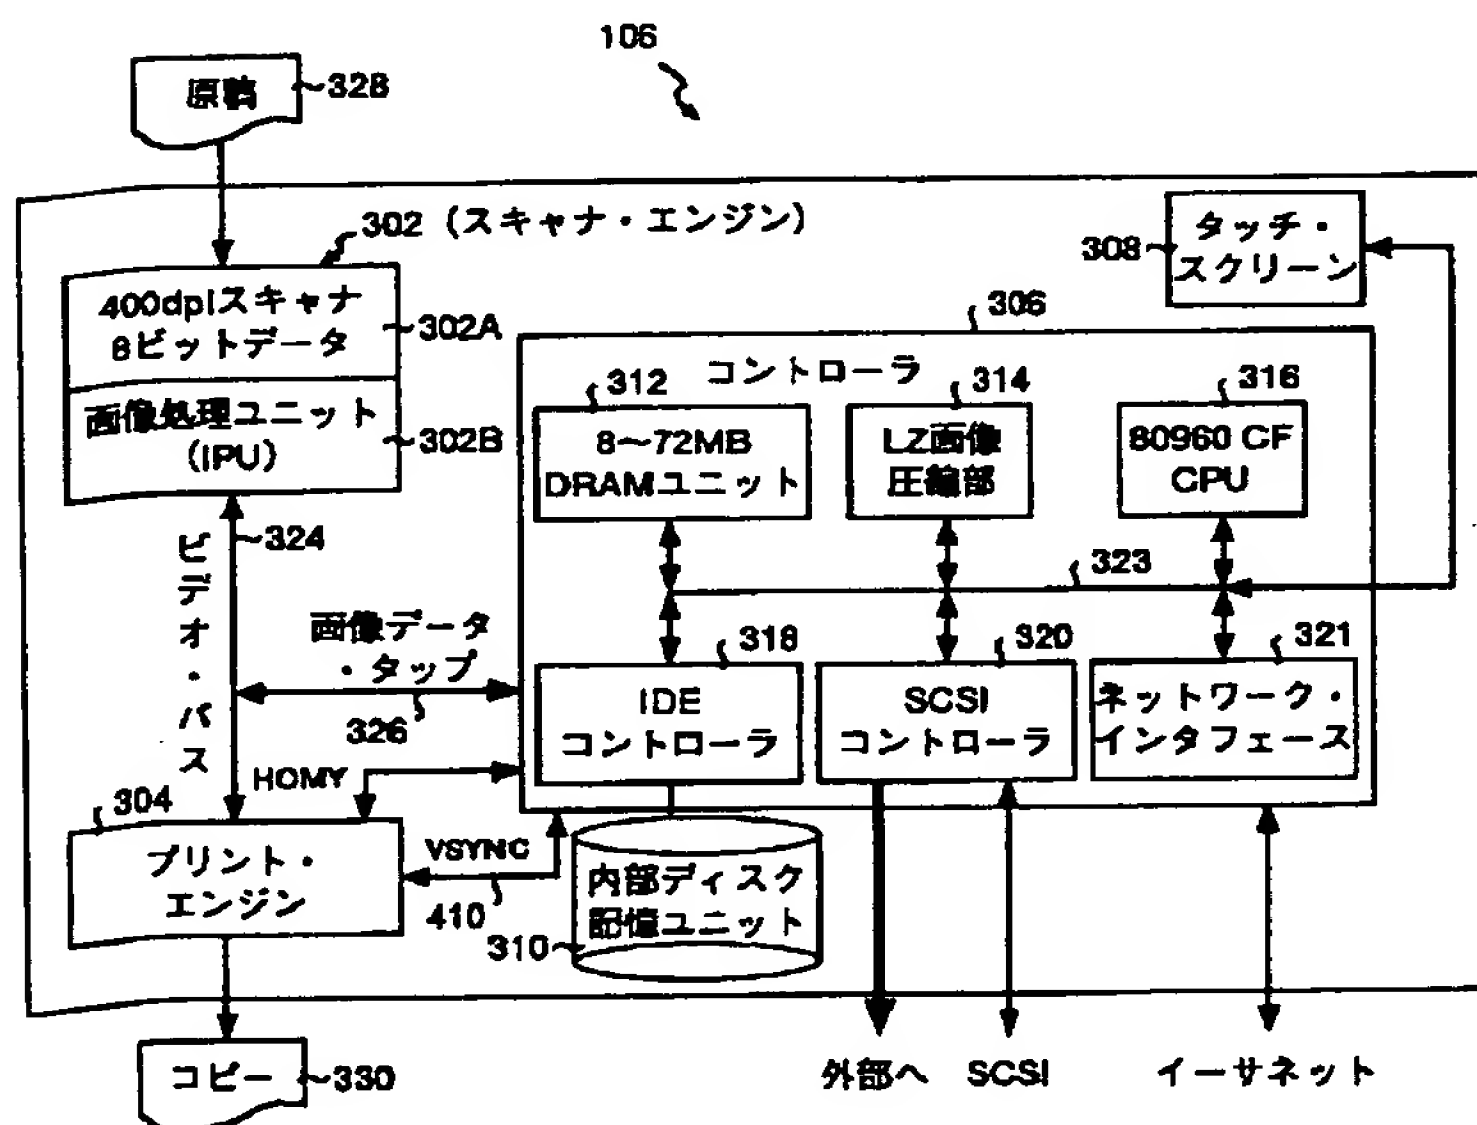 106
原稿
328
302（スキャナ・エンジン）
400dpiスキャナ
8ビットデータ
302A
画像処理ユニット
(IPU)
302B
タッチ・
スクリーン
308
306
コントローラ
312
8～72MB
DRAMユニット
314
LZ画像
圧縮部
316
80960 CF
CPU
323
324
ビデオ・バス
画像データ
・タップ
326
318
IDE
コントローラ
320
SCSI
コントローラ
321
ネットワーク・
インタフェース
HOMY
304
プリント・
エンジン
VSYNC
410
内部ディスク
記憶ユニット
310
コピー
330
外部へ
SCSI
イーサネット